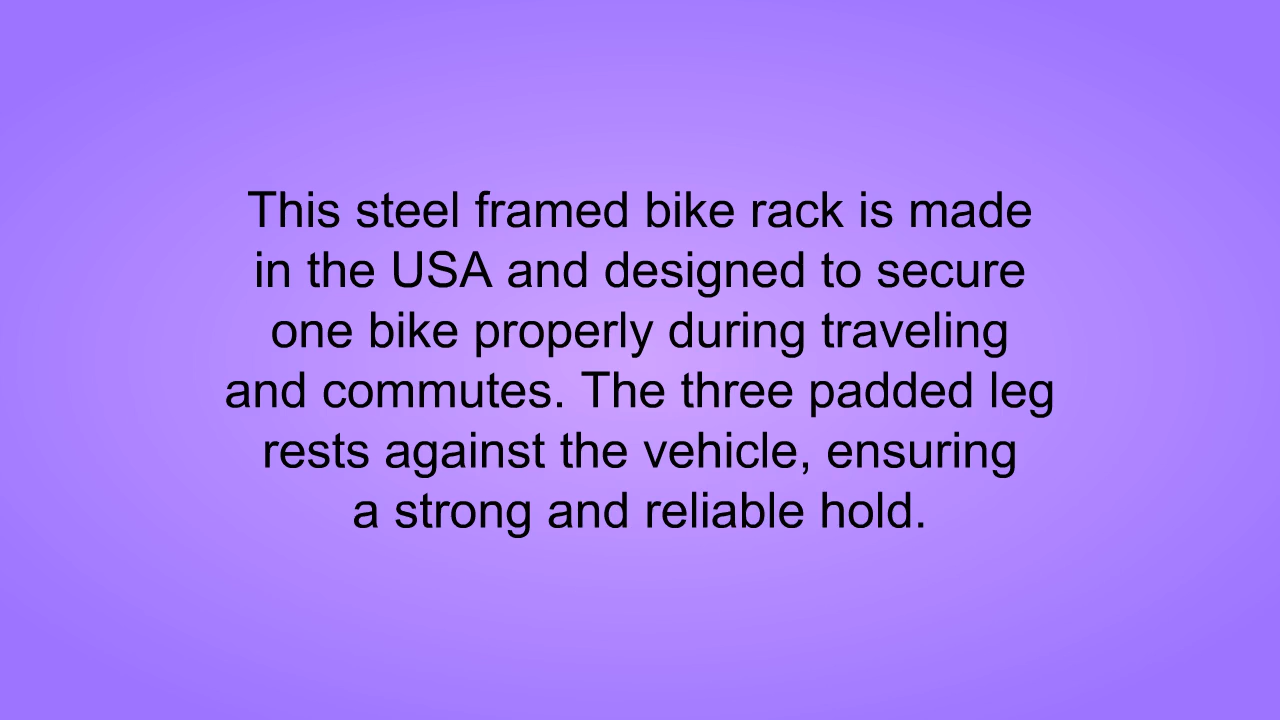 This steel framed bike rack is made
in the USA and designed to secure
one bike properly during traveling
and commutes. The three padded leg
rests against the vehicle, ensuring
a strong and reliable hold.